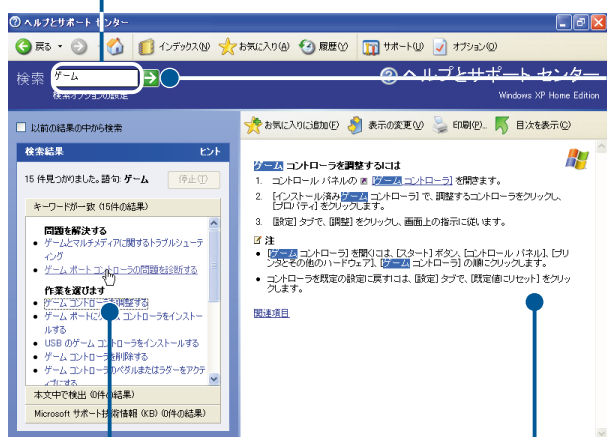 ヘルプとサポート センター
戻る
インデックス(N) お気に入り(A) 履歴(Y) サポート(U) オプション(O)
検索 ゲーム
検索オプションの設定
ヘルプとサポート センター
Windows XP Home Edition
以前の結果の中から検索
お気に入りに追加(F) 表示の変更(V) 印刷(P)... 目次を表示(C)
検索結果 ヒント
15 件見つかりました。語句: ゲーム 停止(T)
キーワードが一致 (15件の結果)
問題を解決する
• ゲームとマルチメディアに関するトラブルシューテ
ィング
• ゲーム ポート コントローラの問題を診断する
作業を選びます
• ゲーム コントローラを調整する
• ゲーム ポートにゲーム コントローラをインストー
ルする
• USB のゲーム コントローラをインストールする
• ゲーム コントローラを削除する
• ゲーム コントローラのペダルまたはラダーをアクテ
ィブにする
本文中で検出 (0件の結果)
Microsoft サポート技術情報 (KB) (0件の結果)
ゲーム コントローラを調整するには
1. コントロール パネルの [ゲーム コントローラ] を開きます。
2. [インストール済みゲーム コントローラ] で、調整するコントローラをクリックし、
[プロパティ] をクリックします。
3. [設定] タブで、[調整] をクリックし、画面上の指示に従います。
注
• [ゲーム コントローラ] を開くには、[スタート] ボタン、[コントロール パネル]、[プリ
ンタとその他のハードウェア]、[ゲーム コントローラ] の順にクリックします。
• コントローラを既定の設定に戻すには、[設定] タブで、[既定値にリセット] をクリッ
クします。
関連項目